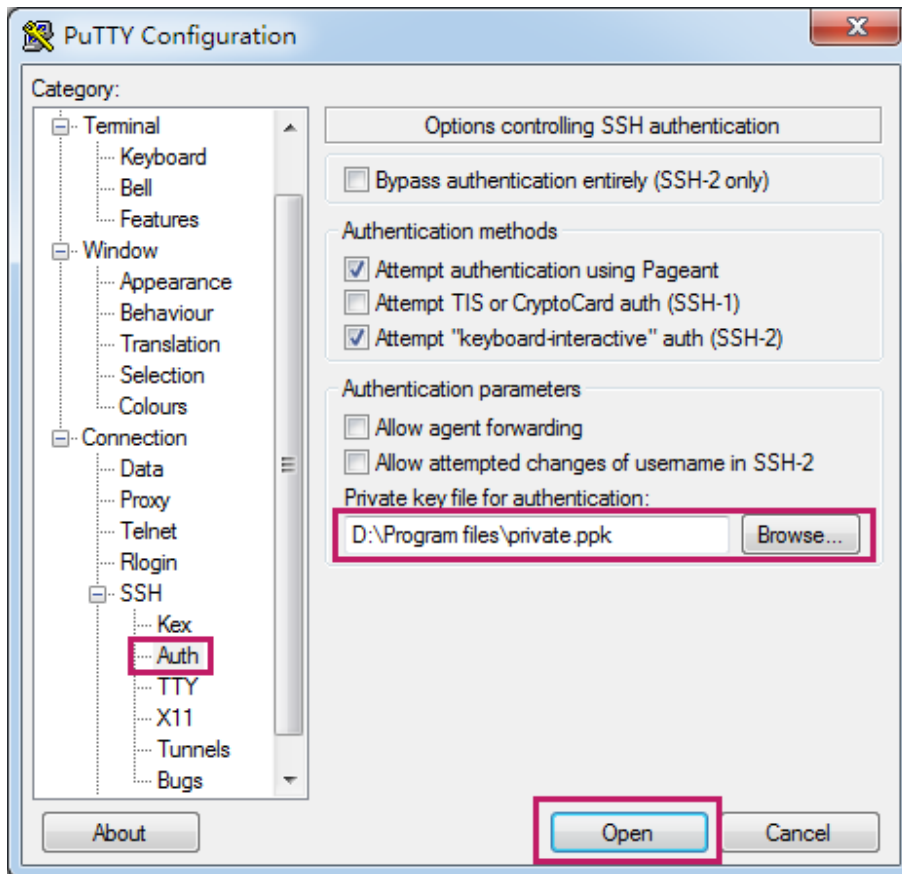 PuTTY Configuration
Category:
Terminal
Keyboard
Bell
Features
Window
Appearance
Behaviour
Translation
Selection
Colours
Connection
Data
Proxy
Telnet
Rlogin
SSH
Kex
Auth
TTY
X11
Tunnels
Bugs
Options controlling SSH authentication
Bypass authentication entirely (SSH-2 only)
Authentication methods
Attempt authentication using Pageant
Attempt TIS or CryptoCard auth (SSH-1)
Attempt "keyboard-interactive" auth (SSH-2)
Authentication parameters
Allow agent forwarding
Allow attempted changes of username in SSH-2
Private key file for authentication:
D:\Program files\private.ppk
Browse...
About
Open
Cancel